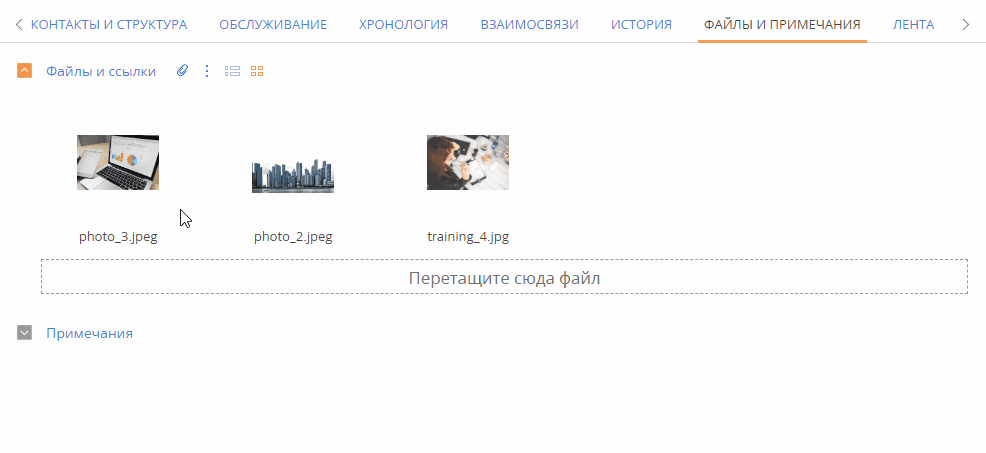 КОНТАКТЫ И СТРУКТУРА ОБСЛУЖИВАНИЕ ХРОНОЛОГИЯ ВЗАИМОСВЯЗИ ИСТОРИЯ ФАЙЛЫ И ПРИМЕЧАНИЯ ЛЕНТА
Файлы и ссылки
photo_3.jpeg photo_2.jpeg training_4.jpg
Перетащите сюда файл
Примечания